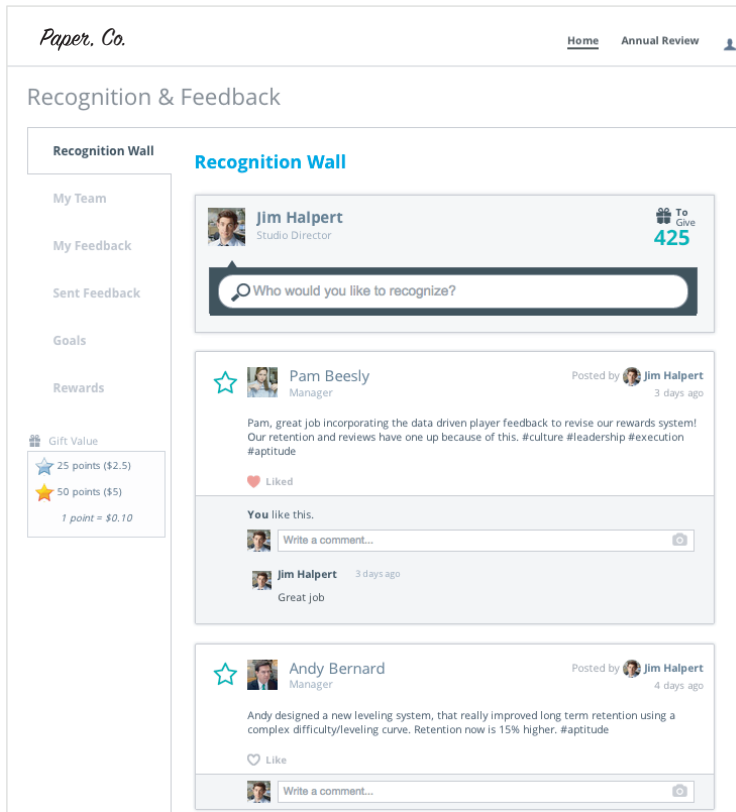 Paper, Co.
Home Annual Review
Recognition & Feedback
Recognition Wall
My Team
My Feedback
Sent Feedback
Goals
Rewards
Gift Value
25 points ($2.5)
50 points ($5)
1 point = $0.10
Recognition Wall
Jim Halpert
Studio Director
To
Give
425
Who would you like to recognize?
Pam Beesly
Manager
Posted by Jim Halpert
3 days ago
Pam, great job incorporating the data driven player feedback to revise our rewards system!
Our retention and reviews have one up because of this. #culture #leadership #execution
#aptitude
Liked
You like this.
Write a comment...
Jim Halpert 3 days ago
Great job
Andy Bernard
Manager
Posted by Jim Halpert
4 days ago
Andy designed a new leveling system, that really improved long term retention using a
complex difficulty/leveling curve. Retention now is 15% higher. #aptitude
Like
Write a comment...